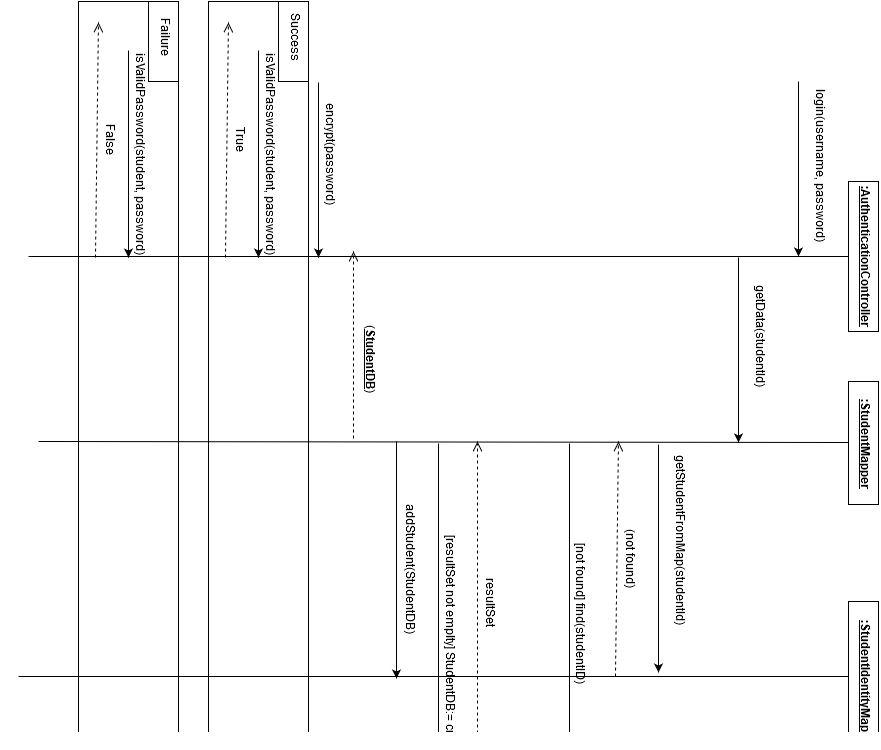 :AuthenticationController
:StudentMapper
:StudentIdentityMap
login(username, password)
getData(studentId)
getStudentFromMap(studentId)
(not found)
[not found] find(studentID)
resultSet
[resultSet not emplty] StudentDB:=
addStudent(StudentDB)
(StudentDB)
encrypt(password)
Success
isValidPassword(student, password)
True
Failure
isValidPassword(student, password)
False